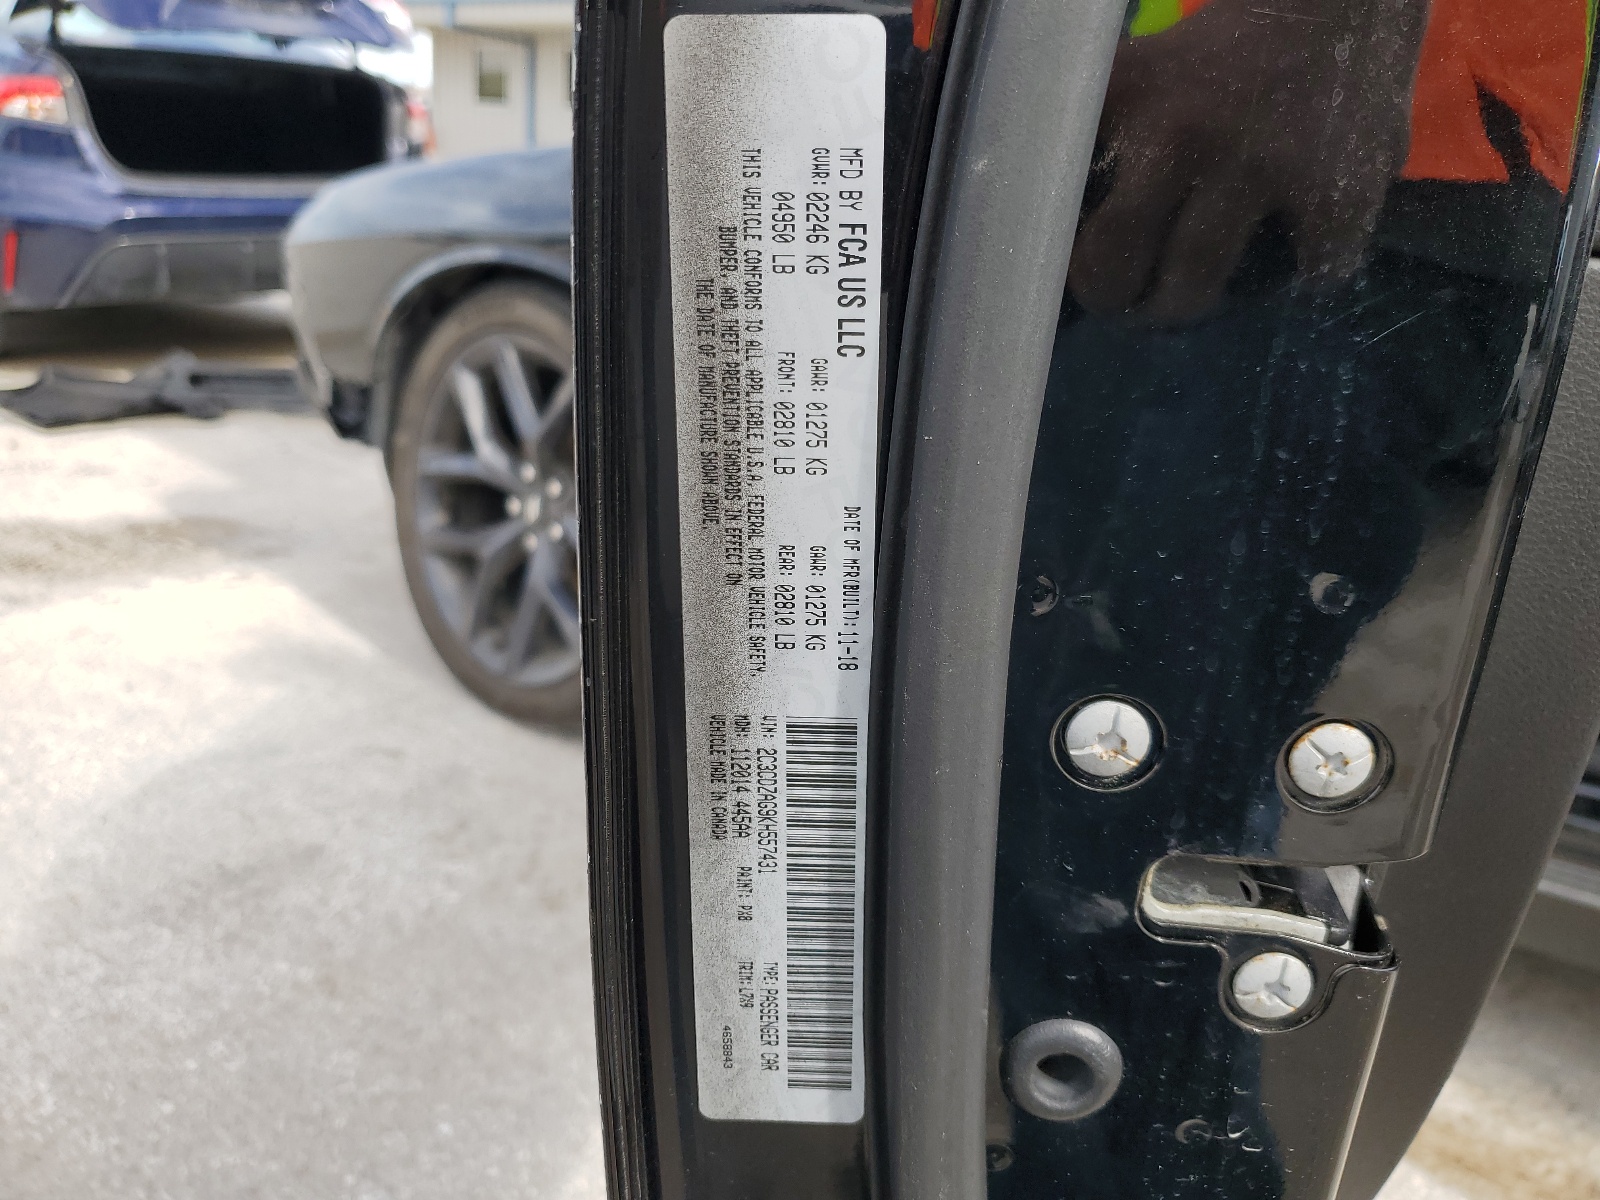 MFD BY FCA US LLC
DATE OF MFR(BUILT): 11-18
GVWR: 02246 KG GAWR: 01275 KG GAWR: 01275 KG
04950 LB FRONT: 02810 LB REAR: 02810 LB
THIS VEHICLE CONFORMS TO ALL APPLICABLE U.S.A. FEDERAL MOTOR VEHICLE SAFETY,
BUMPER, AND THEFT PREVENTION STANDARDS IN EFFECT ON
THE DATE OF MANUFACTURE SHOWN ABOVE.
VIN: 2C3CDZAG9KH557431 TYPE: PASSENGER CAR
MDH: 112014 445AA PAINT: PX8 TRIM: L7X9
VEHICLE MADE IN CANADA 4658843